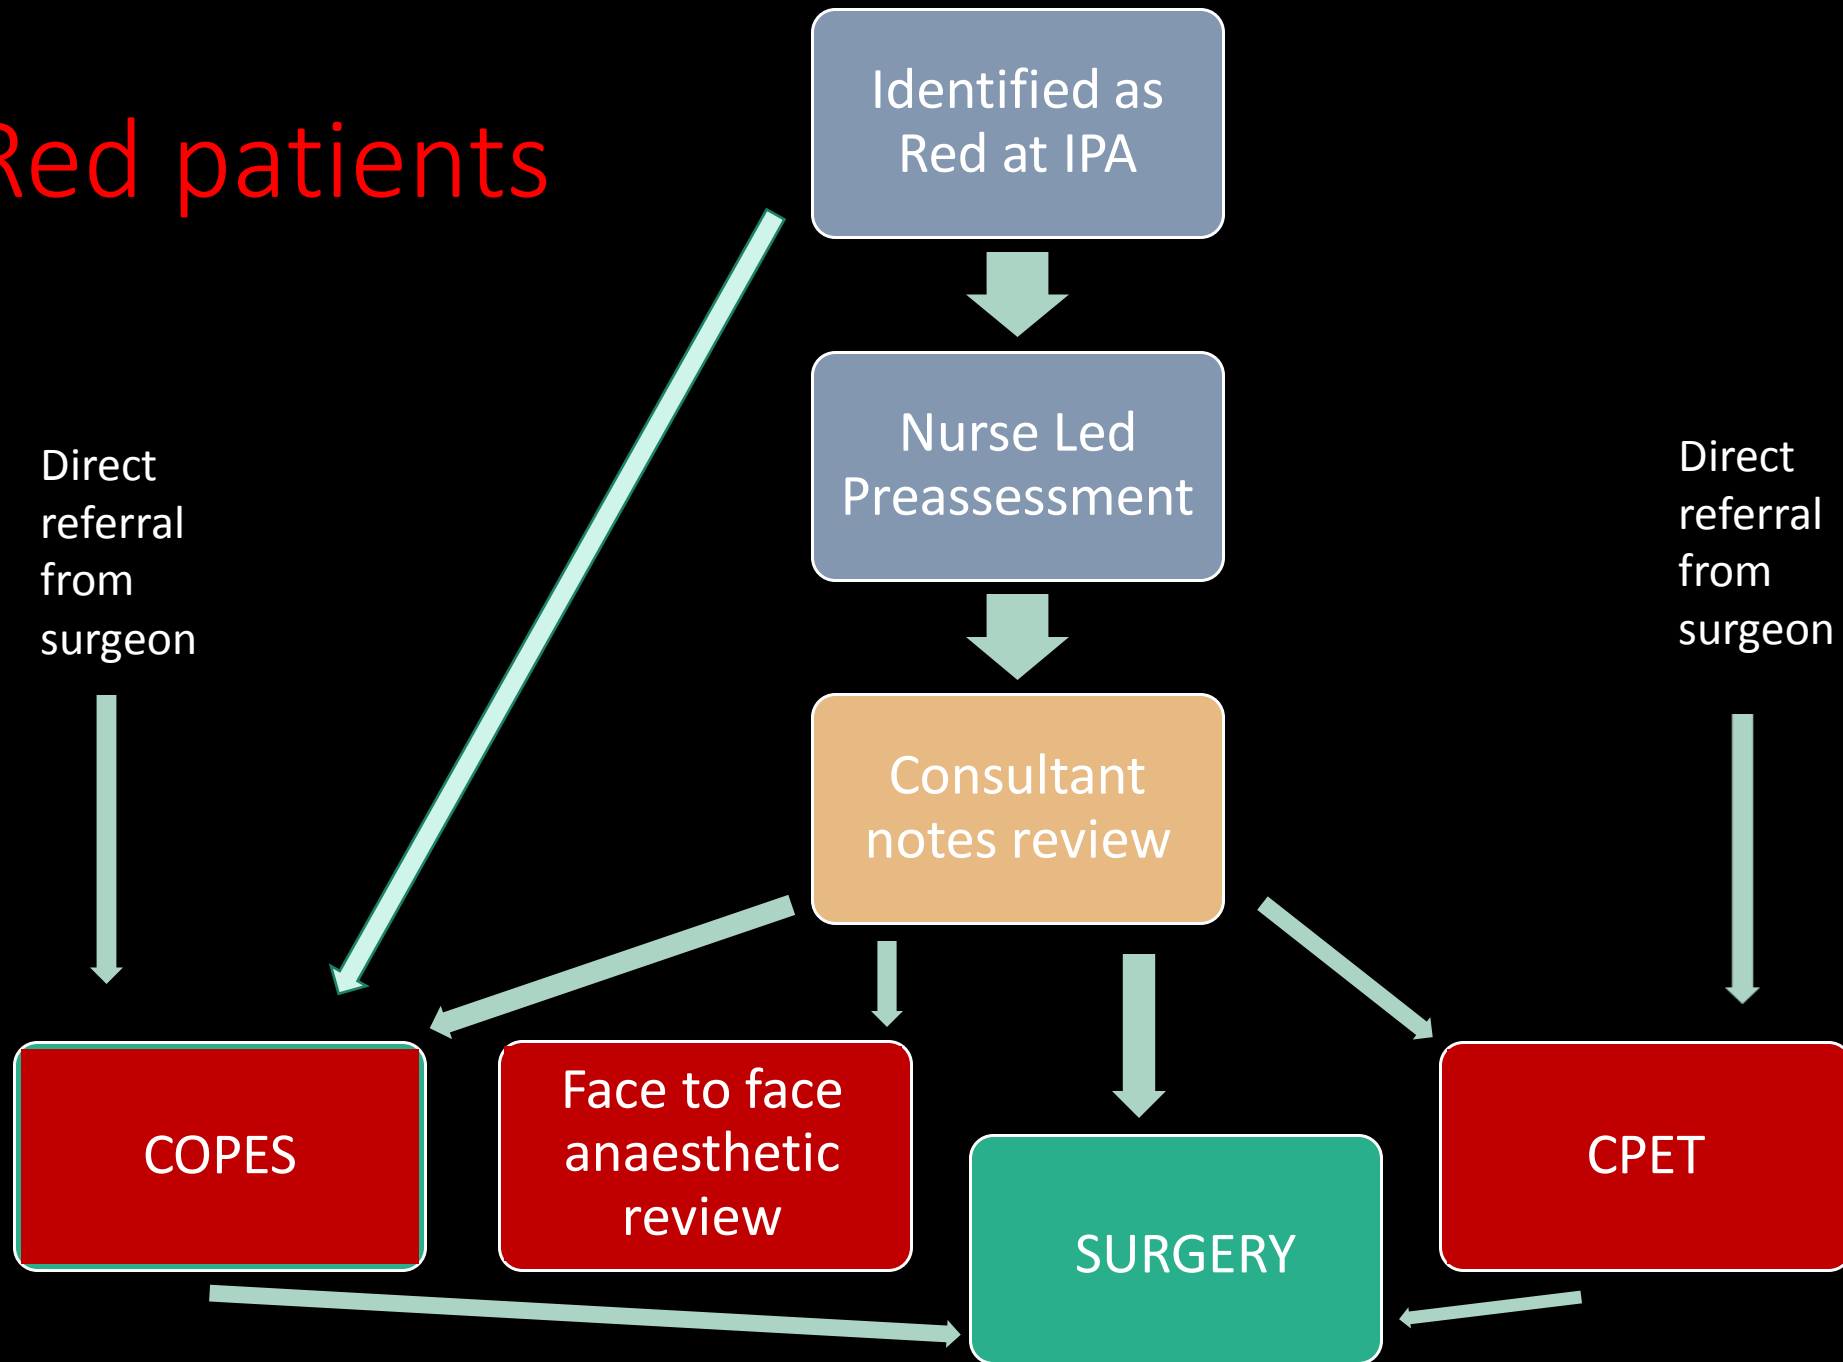 Red patients
Identified as
Red at IPA
Nurse Led
Preassessment
Direct
referral
from
surgeon
Direct
referral
from
surgeon
Consultant
notes review
COPES
Face to face
anaesthetic
review
SURGERY
CPET